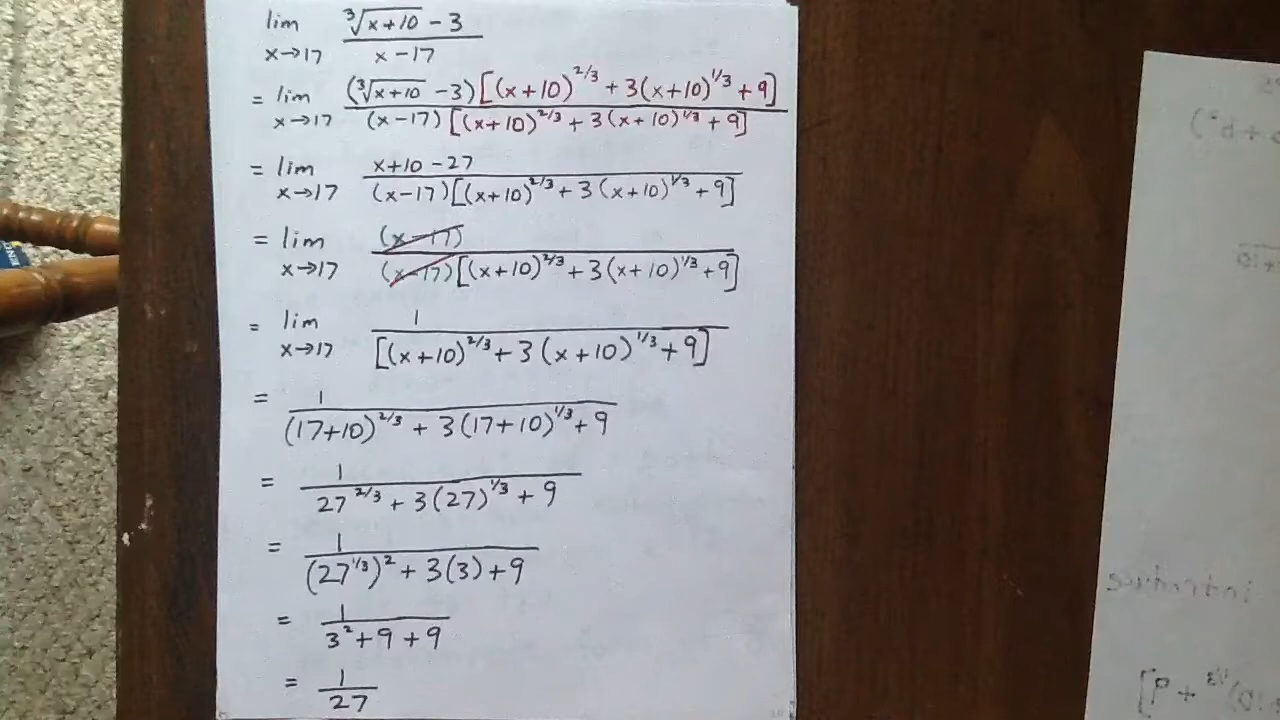 lim x→17 (∛(x+10) - 3)/(x-17)
= lim x→17 (∛(x+10) - 3)[(x+10)^(2/3) + 3(x+10)^(1/3) + 9] / (x-17)[(x+10)^(2/3) + 3(x+10)^(1/3) + 9]
= lim x→17 (x+10-27) / (x-17)[(x+10)^(2/3) + 3(x+10)^(1/3) + 9]
= lim x→17 (x-17) / (x-17)[(x+10)^(2/3) + 3(x+10)^(1/3) + 9]
= lim x→17 1 / [(x+10)^(2/3) + 3(x+10)^(1/3) + 9]
= 1 / (17+10)^(2/3) + 3(17+10)^(1/3) + 9
= 1 / 27^(2/3) + 3(27)^(1/3) + 9
= 1 / (27^(1/3))² + 3(3) + 9
= 1 / 3² + 9 + 9
= 1/27